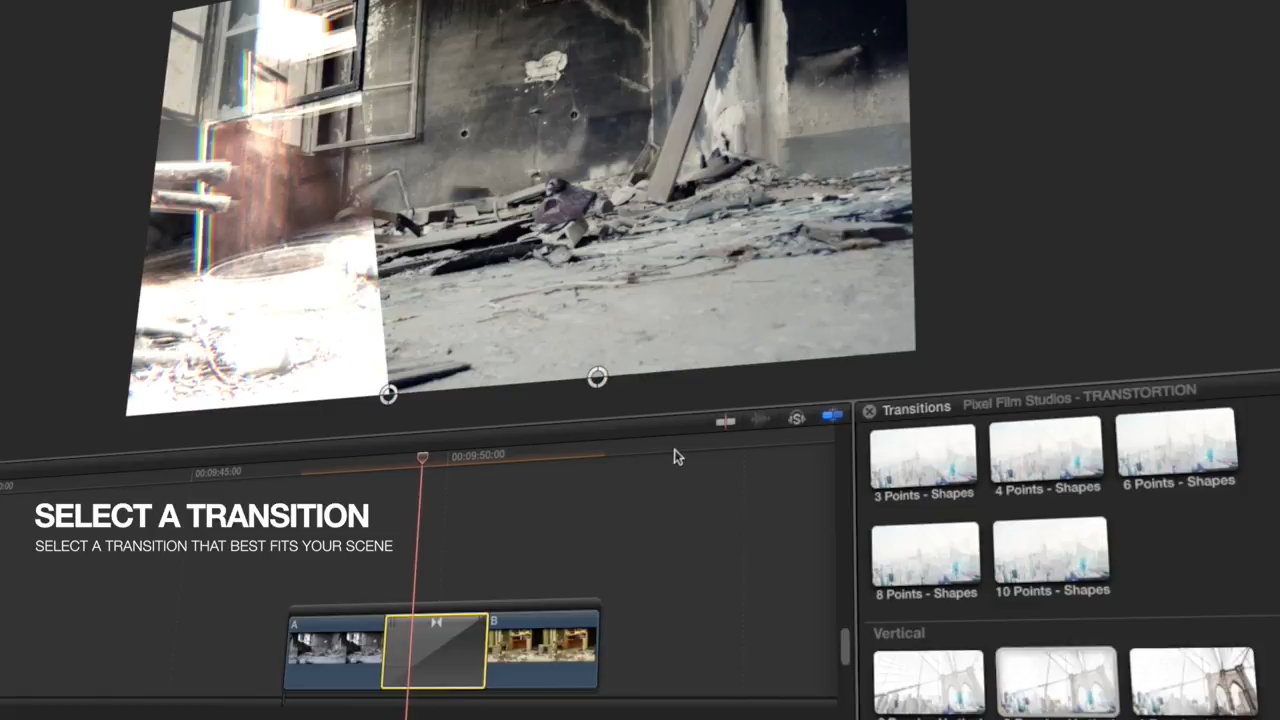 Transitions Pixel Film Studios - TRANSTORTION
00:09:45:00
00:09:50:00
3 Points - Shapes
4 Points - Shapes
6 Points - Shapes
SELECT A TRANSITION
SELECT A TRANSITION THAT BEST FITS YOUR SCENE
8 Points - Shapes
10 Points - Shapes
A
B
Vertical